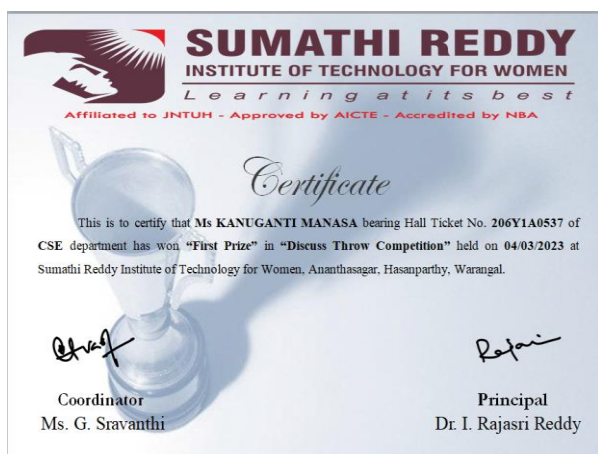 SUMATHI REDDY
INSTITUTE OF TECHNOLOGY FOR WOMEN
Learning at its best
Affiliated to JNTUH - Approved by AICTE - Accredited by NBA
Certificate
This is to certify that Ms KANUGANTI MANASA bearing Hall Ticket No. 206Y1A0537 of
CSE department has won “First Prize” in “Discuss Throw Competition” held on 04/03/2023 at
Sumathi Reddy Institute of Technology for Women, Ananthasagar, Hasanparthy, Warangal.
Coordinator
Ms. G. Sravanthi
Principal
Dr. I. Rajasri Reddy